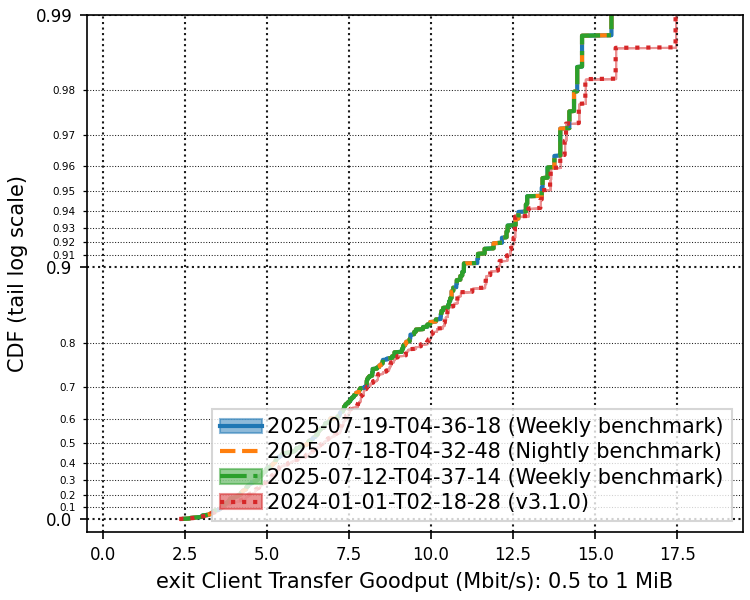 0.99
0.98
0.97
0.96
0.95
0.94
0.93
0.92
0.91
0.9
0.8
0.7
0.6
0.5
0.4
0.3
0.2
0.1
0.0
CDF (tail log scale)
2025-07-19-T04-36-18 (Weekly benchmark)
2025-07-18-T04-32-48 (Nightly benchmark)
2025-07-12-T04-37-14 (Weekly benchmark)
2024-01-01-T02-18-28 (v3.1.0)
0.0 2.5 5.0 7.5 10.0 12.5 15.0 17.5
exit Client Transfer Goodput (Mbit/s): 0.5 to 1 MiB